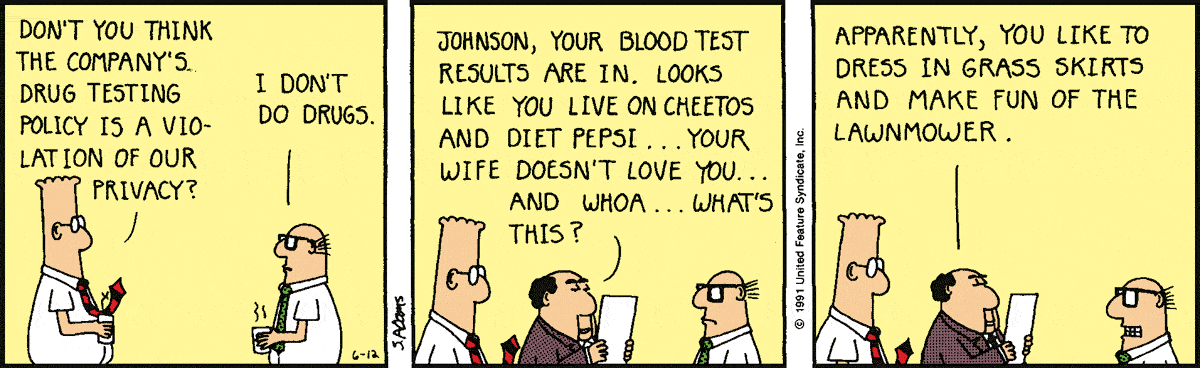 DON'T YOU THINK
THE COMPANY'S
DRUG TESTING
POLICY IS A VIO-
LATION OF OUR
PRIVACY?
I DON'T
DO DRUGS.
6-12
S.Adams
JOHNSON, YOUR BLOOD TEST
RESULTS ARE IN. LOOKS
LIKE YOU LIVE ON CHEETOS
AND DIET PEPSI...YOUR
WIFE DOESN'T LOVE YOU...
AND WHOA...WHAT'S
THIS?
© 1991 United Feature Syndicate, Inc.
APPARENTLY, YOU LIKE TO
DRESS IN GRASS SKIRTS
AND MAKE FUN OF THE
LAWNMOWER.